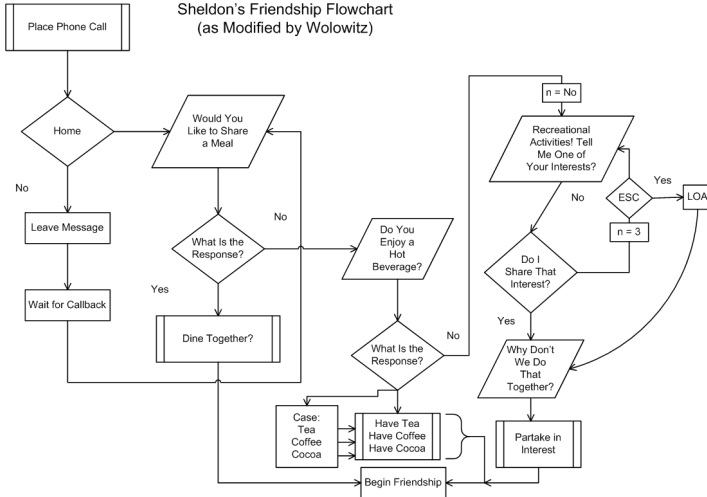 Sheldon's Friendship Flowchart
(as Modified by Wolowitz)
Place Phone Call
Home
No
Leave Message
Wait for Callback
Would You
Like to Share
a Meal
What Is the
Response?
No
Yes
Dine Together?
Do You
Enjoy a
Hot
Beverage?
What Is the
Response?
No
Case:
Tea
Coffee
Cocoa
Have Tea
Have Coffee
Have Cocoa
Begin Friendship
n = No
Recreational
Activities! Tell
Me One of
Your Interests?
No
Do I
Share That
Interest?
n = 3
ESC
Yes
LOA
Yes
Why Don't
We Do
That
Together?
Partake in
Interest